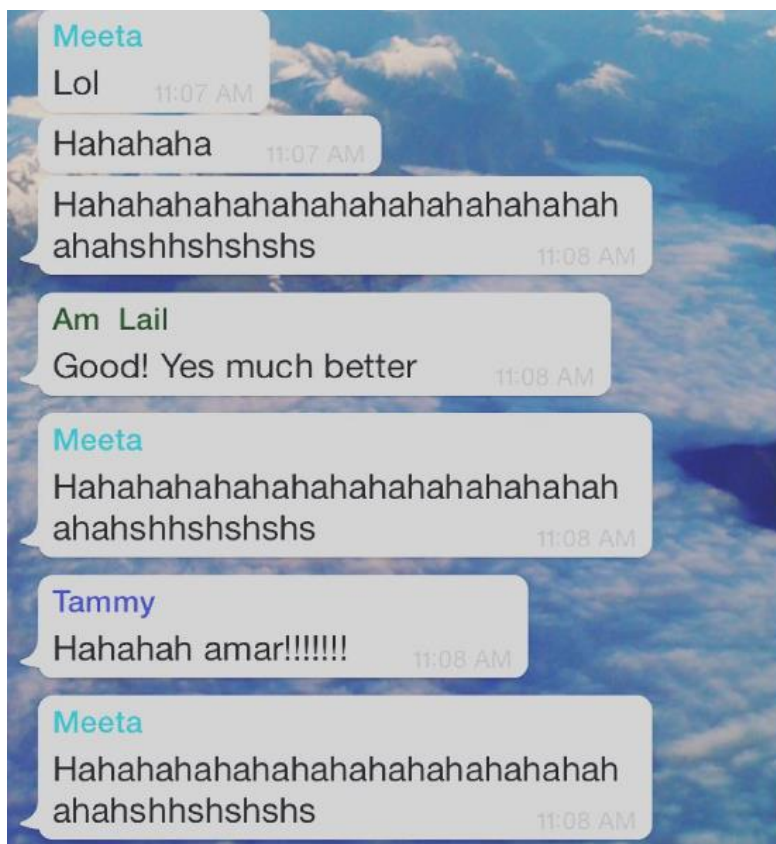 Meeta
Lol 11:07 AM
Hahahaha 11:07 AM
Hahahahahahahahahahahahahahah
ahahshhshshshs 11:08 AM
Am Lail
Good! Yes much better 11:08 AM
Meeta
Hahahahahahahahahahahahahahah
ahahshhshshshs 11:08 AM
Tammy
Hahahah amar!!!!!!! 11:08 AM
Meeta
Hahahahahahahahahahahahahahah
ahahshhshshshs 11:08 AM